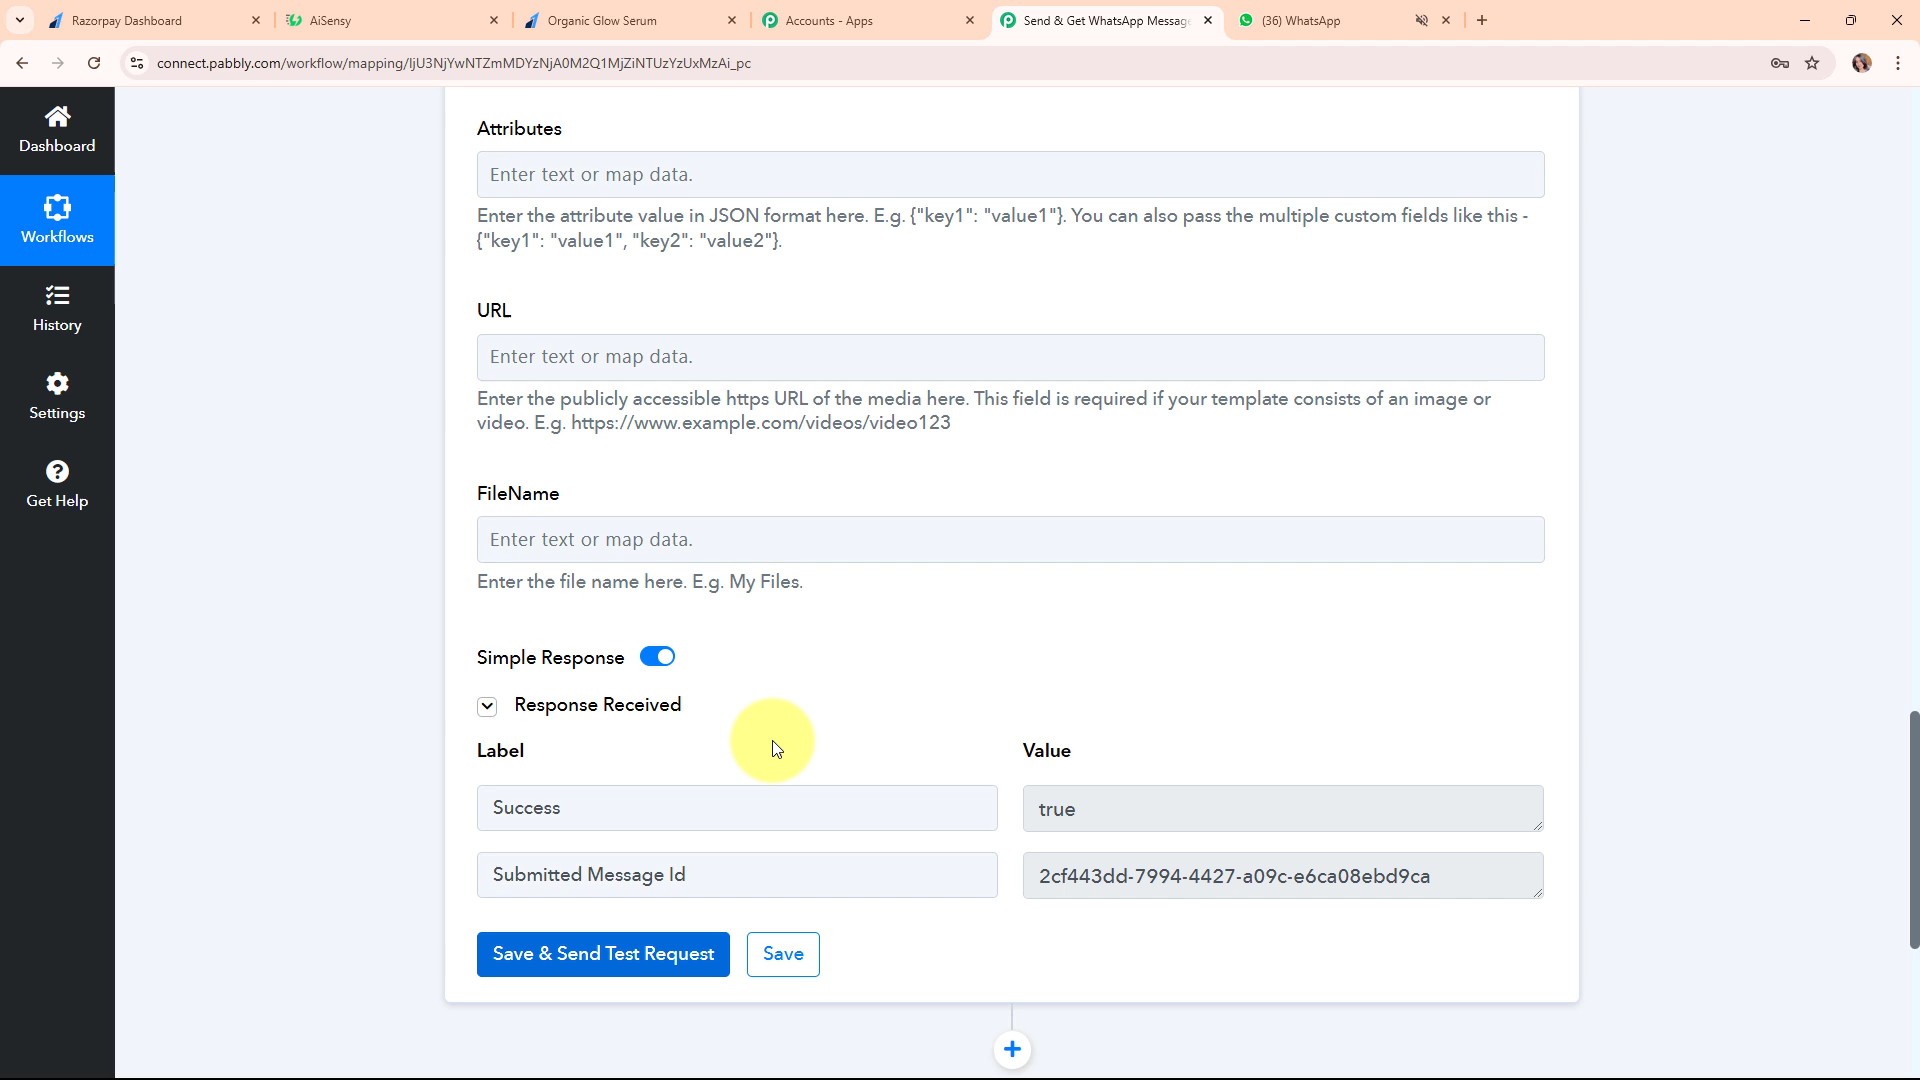 Razorpay Dashboard
AiSensy
Organic Glow Serum
Accounts - Apps
Send & Get WhatsApp Message
(36) WhatsApp
connect.pabbly.com/workflow/mapping/IjU3NjYwNTZmMDYzNjA0M2Q1MjZiNTUzYzUxMzAi_pc
Dashboard
Workflows
History
Settings
Get Help
Attributes
Enter text or map data.
Enter the attribute value in JSON format here. E.g. {"key1": "value1"}. You can also pass the multiple custom fields like this -
{"key1": "value1", "key2": "value2"}.
URL
Enter text or map data.
Enter the publicly accessible https URL of the media here. This field is required if your template consists of an image or
video. E.g. https://www.example.com/videos/video123
FileName
Enter text or map data.
Enter the file name here. E.g. My Files.
Simple Response
Response Received
Label Value
Success true
Submitted Message Id 2cf443dd-7994-4427-a09c-e6ca08ebd9ca
Save & Send Test Request Save